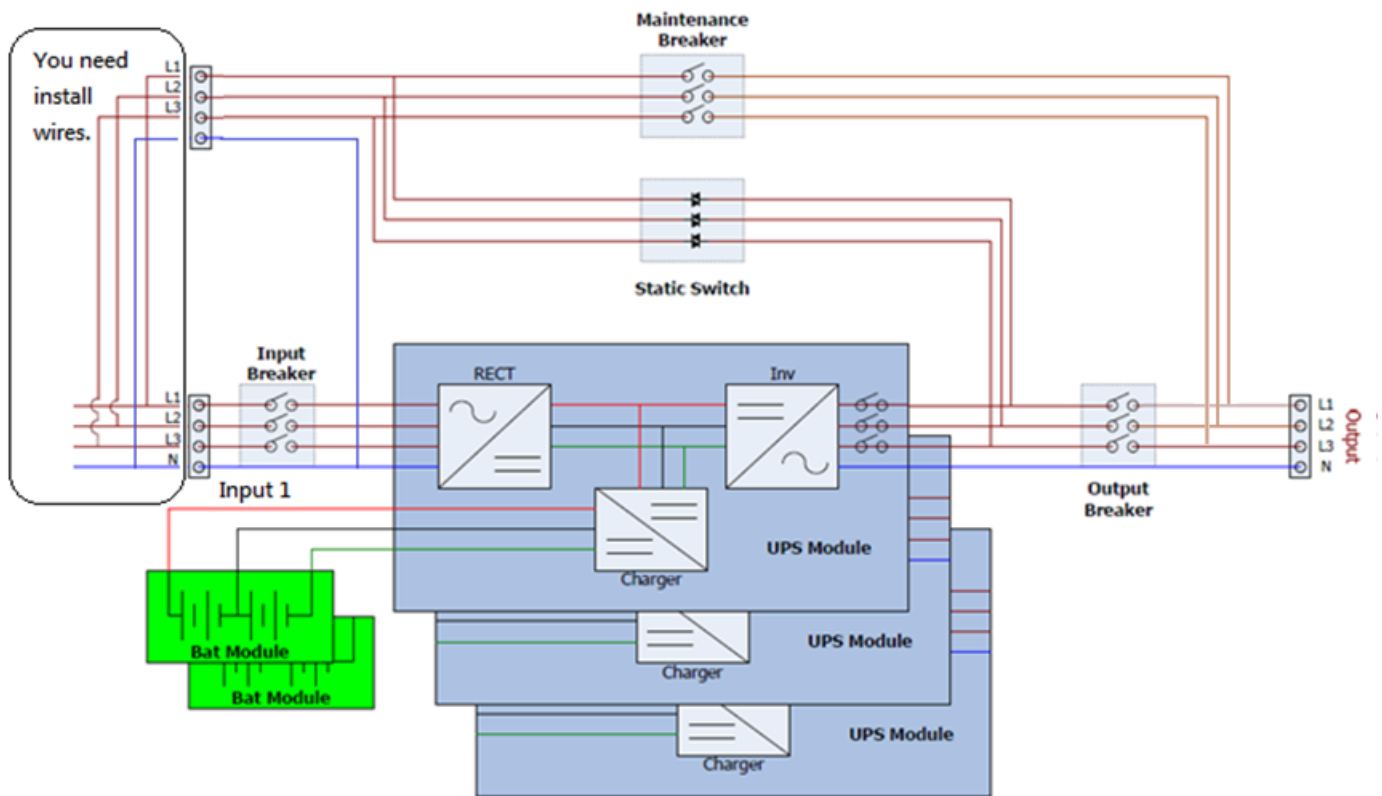 Maintenance
Breaker
You need
install
wires.
L1
L2
L3
Static Switch
Input
Breaker
RECT
Inv
L1
L2
L3
N
Input 1
L1
L2
L3
N
Output
Output
Breaker
UPS Module
Charger
Bat Module
UPS Module
Charger
Bat Module
UPS Module
Charger